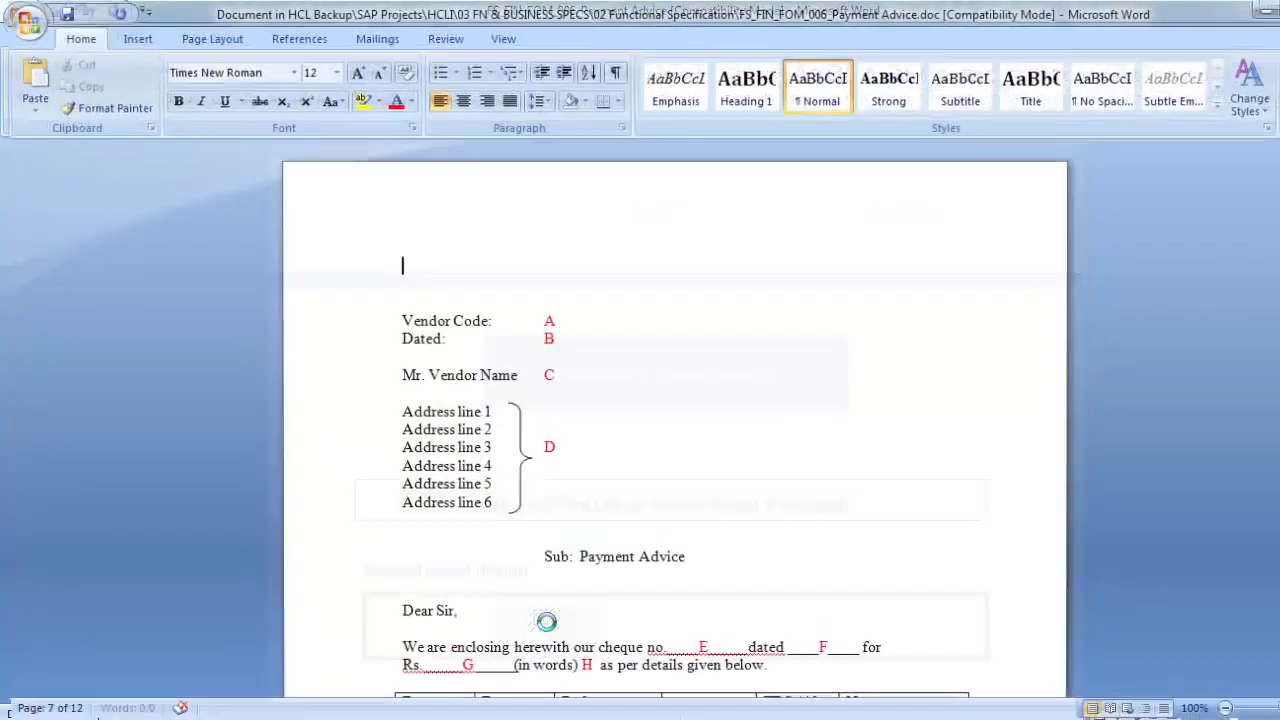 Document in HCL Backup\SAP Projects\HCL1.03 FN & BUSINESS-SPECS\02 Functional Specification\FS_FIN_FOM_006_Payment Advice.doc [Compatibility Mode] - Microsoft Word
Home Insert Page Layout References Mailings Review View
Paste
Cut
Copy
Format Painter
Times New Roman 12
AaBbCcI AaBbC AaBbCcI AaBbCcI AaBbCcI AaBbC AaBbCcI AaBbCcI
Emphasis Heading 1 ¶ Normal Strong Subtitle Title ¶ No Spaci... Subtle Em...
Change Styles
Clipboard Font Paragraph Styles
Vendor Code: A
Dated: B
Mr. Vendor Name C
Address line 1
Address line 2
Address line 3 D
Address line 4
Address line 5
Address line 6
Sub: Payment Advice
Dear Sir,
We are enclosing herewith our cheque no.____E_____dated ____F____ for
Rs.____G_____(in words) H as per details given below.
Page: 7 of 12 Words: 0/0 100%